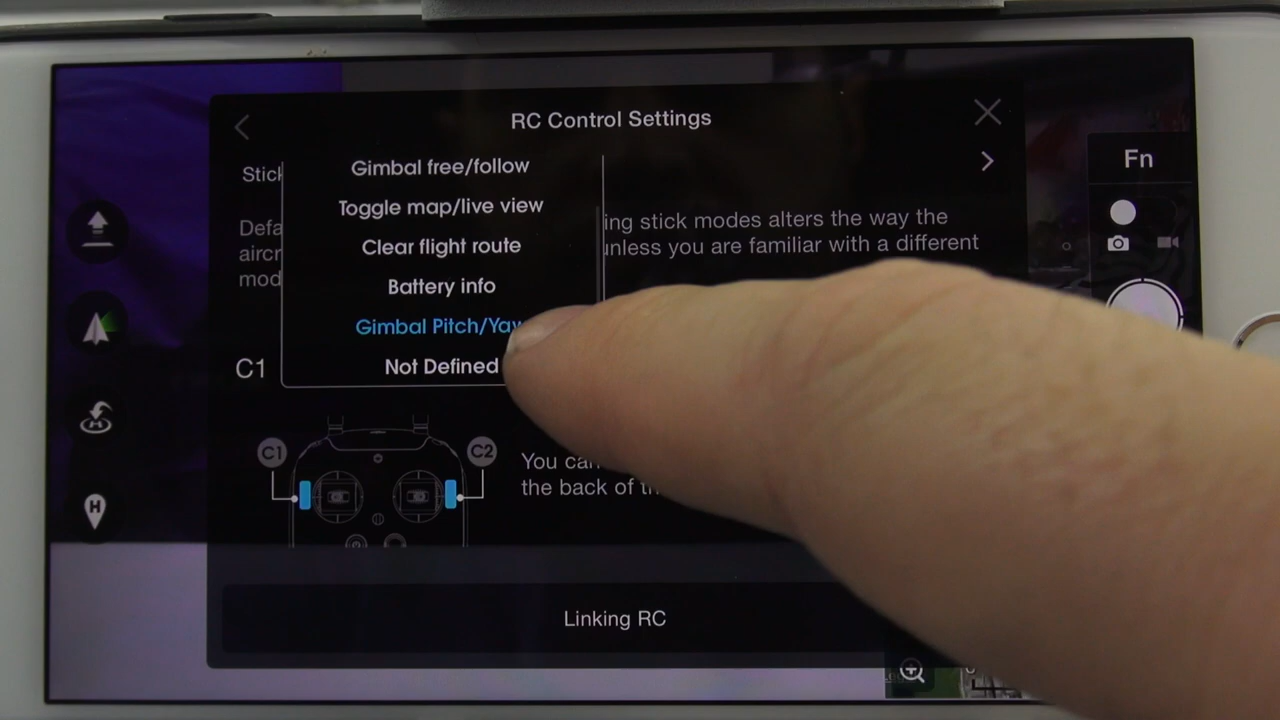 RC Control Settings
Gimbal free/follow
Fn
Toggle map/live view
ing stick modes alters the way the
Clear flight route
unless you are familiar with a different
Battery info
Gimbal Pitch/Yaw
C1
Not Defined
C1
C2
You can
the back of
Linking RC
H